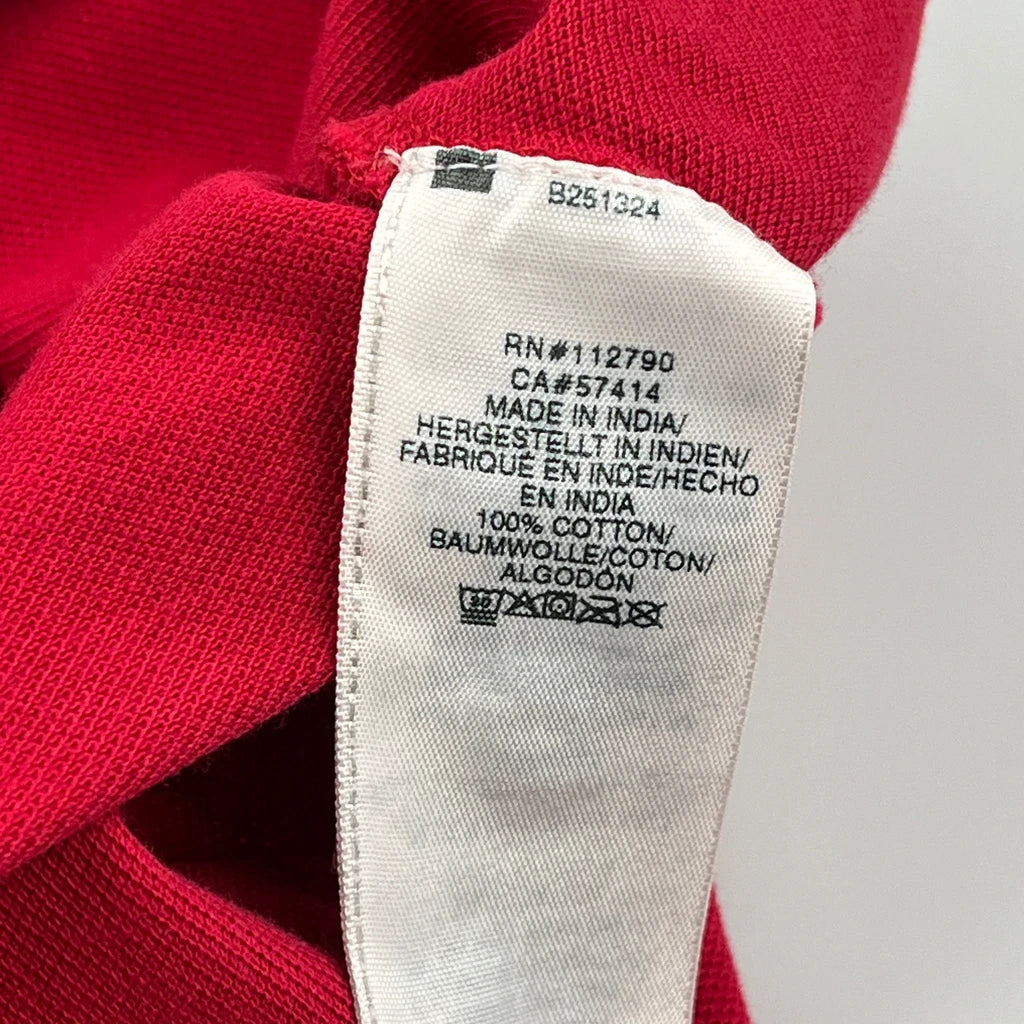 B251324
RN#112790
CA#57414
MADE IN INDIA/
HERGESTELLT IN INDIEN/
FABRIQUÉ EN INDE/HECHO
EN INDIA
100% COTTON/
BAUMWOLLE/COTON/
ALGODÓN
30